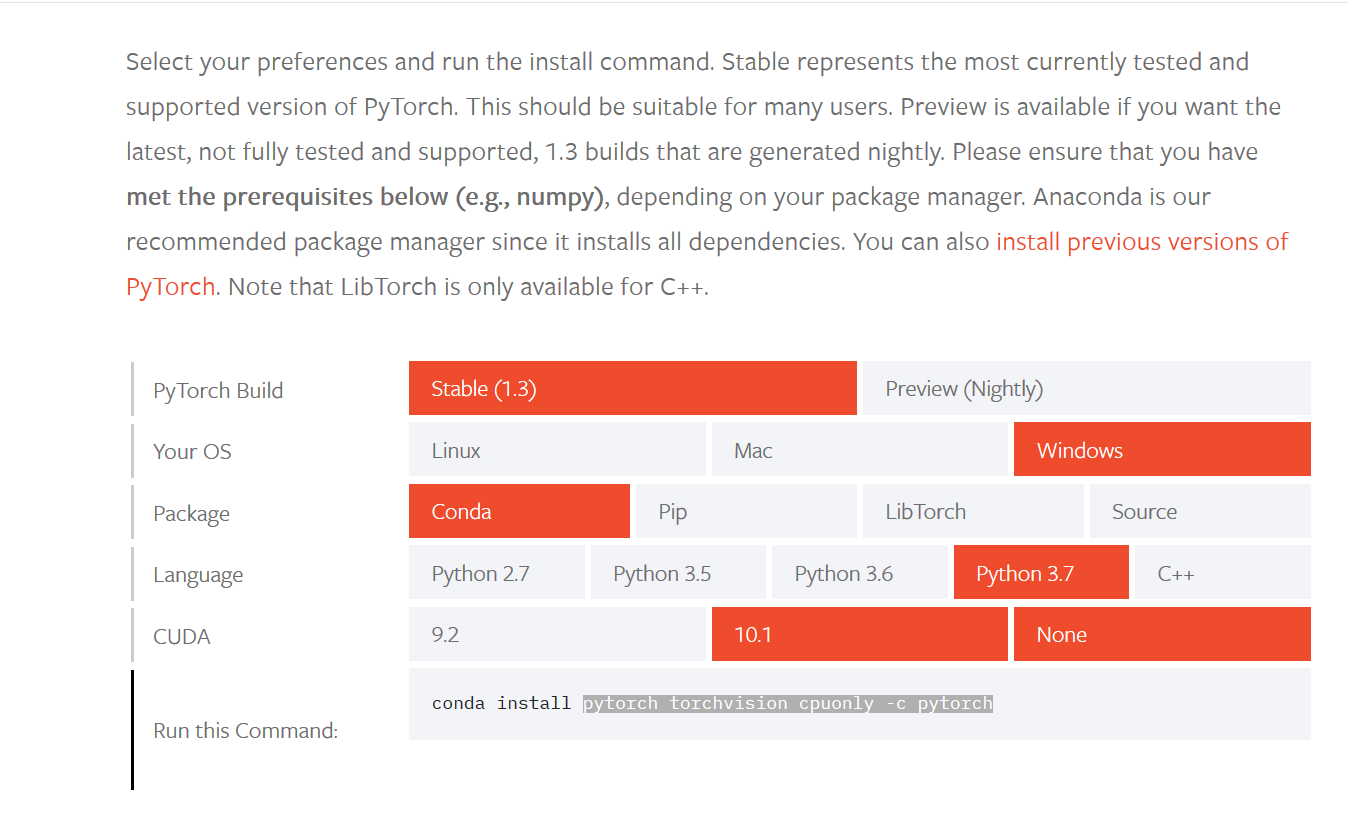 Select your preferences and run the install command. Stable represents the most currently tested and
supported version of PyTorch. This should be suitable for many users. Preview is available if you want the
latest, not fully tested and supported, 1.3 builds that are generated nightly. Please ensure that you have
met the prerequisites below (e.g., numpy), depending on your package manager. Anaconda is our
recommended package manager since it installs all dependencies. You can also install previous versions of
PyTorch. Note that LibTorch is only available for C++.
PyTorch Build Stable (1.3) Preview (Nightly)
Your OS Linux Mac Windows
Package Conda Pip LibTorch Source
Language Python 2.7 Python 3.5 Python 3.6 Python 3.7 C++
CUDA 9.2 10.1 None
conda install pytorch torchvision cpuonly -c pytorch
Run this Command: